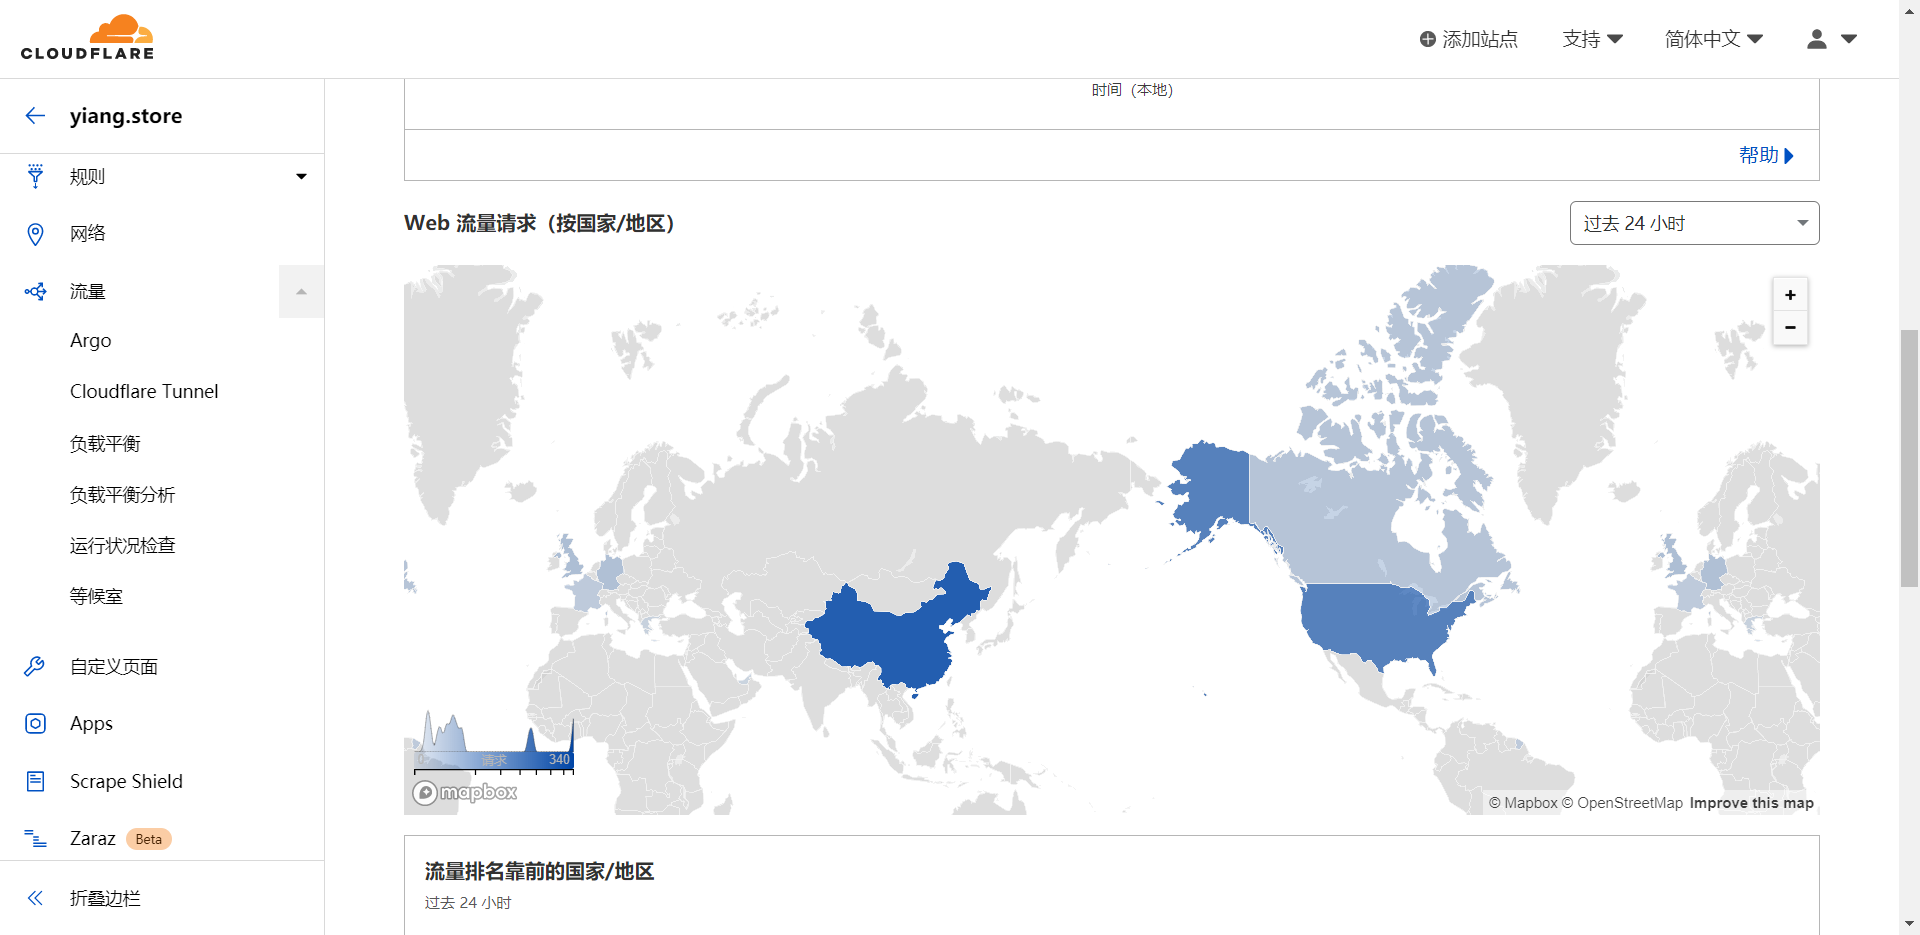 CLOUDFLARE
添加站点
支持
简体中文
yiang.store
规则
网络
流量
Argo
Cloudflare Tunnel
负载平衡
负载平衡分析
运行状况检查
等候室
自定义页面
Apps
Scrape Shield
Zaraz Beta
折叠边栏
时间（本地）
帮助
Web 流量请求（按国家/地区）
过去 24 小时
+
−
0 请求 340
mapbox
© Mapbox © OpenStreetMap Improve this map
流量排名靠前的国家/地区
过去 24 小时